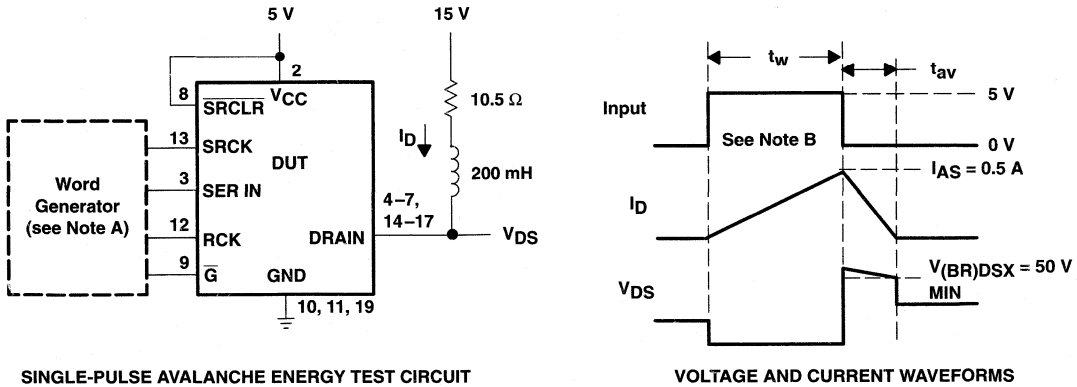 5 V
15 V
2
8
SRCLR
VCC
10.5 Ω
13
SRCK
ID
DUT
200 mH
Word
Generator
(see Note A)
3
SER IN
4–7,
14–17
12
RCK
DRAIN
VDS
9
G
GND
10, 11, 19
SINGLE-PULSE AVALANCHE ENERGY TEST CIRCUIT
tw
tav
Input
5 V
See Note B
0 V
IAS = 0.5 A
ID
V(BR)DSX = 50 V
MIN
VDS
VOLTAGE AND CURRENT WAVEFORMS